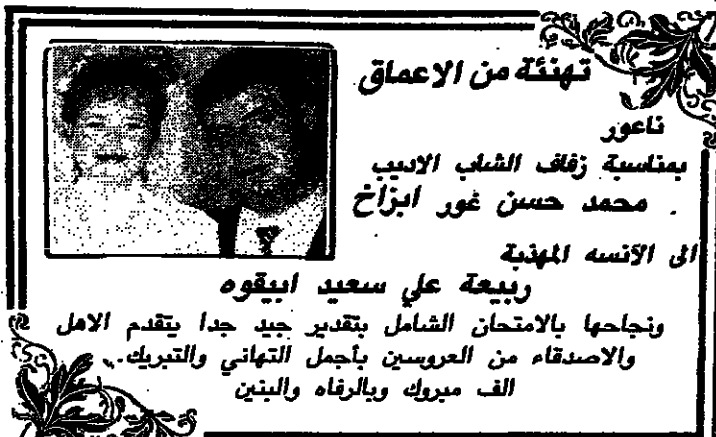 تهنئة من الاعماق
ناعور
بمناسبة زفاف الشاب الاديب
محمد حسن غور ابزاخ
الى الآنسه المهذبة
ربيعة علي سعيد ابيقوه
ونجاحها بالامتحان الشامل بتقدير جيد جدا يتقدم الاهل
والاصدقاء من العروسين بأجمل التهاني والتبريك.
الف مبروك وبالرفاه والبنين